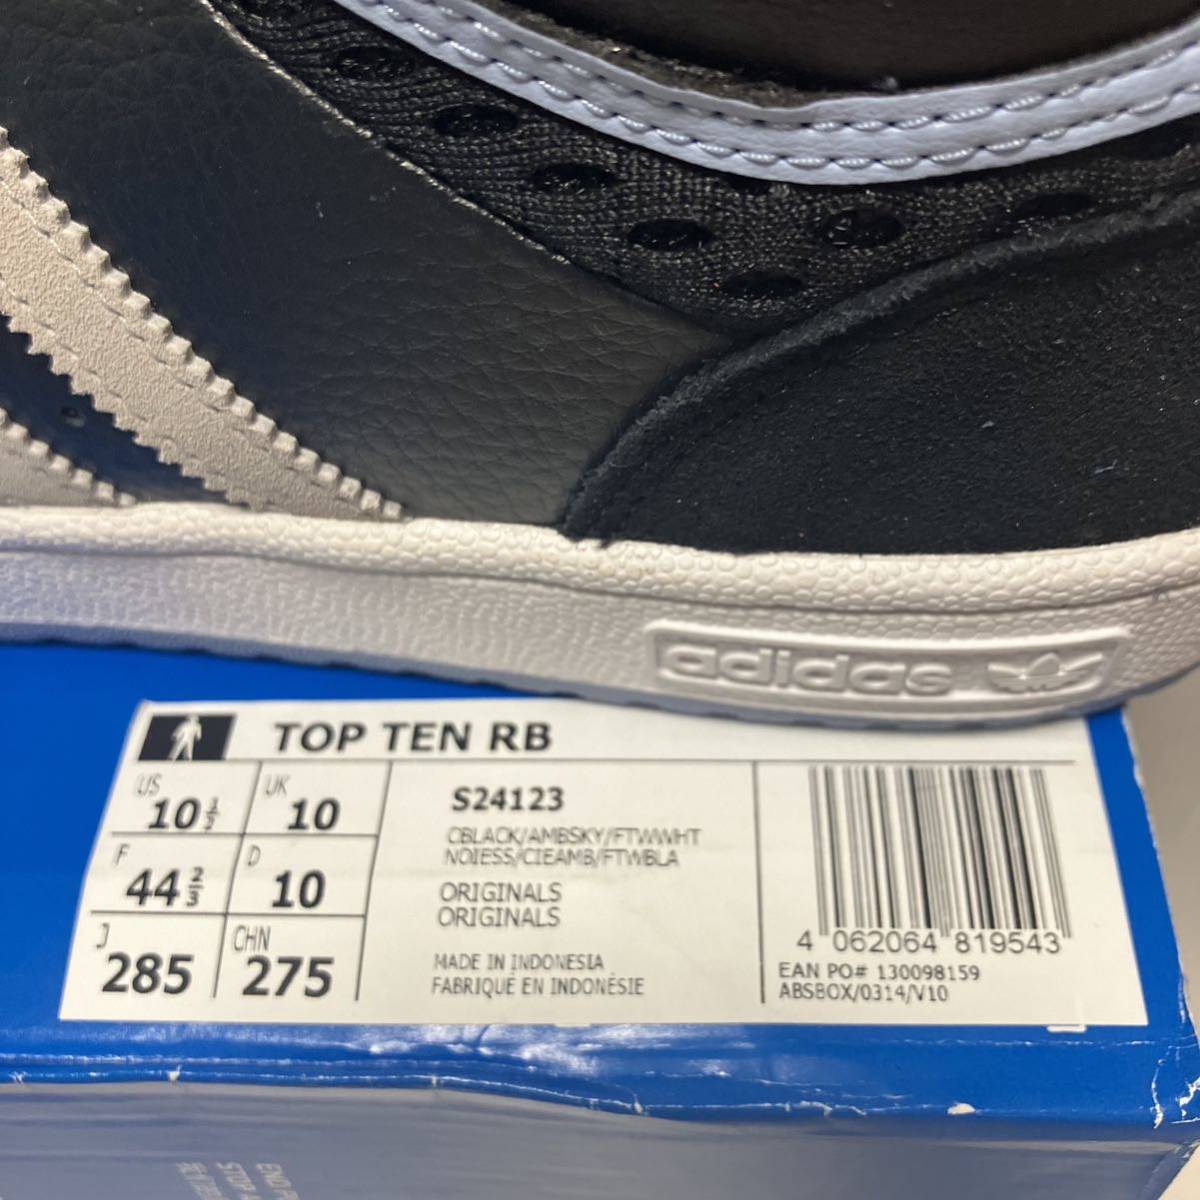 adidas
TOP TEN RB
US
10 1/2
UK
10
F
44 2/3
D
10
J
285
CHN
275
S24123
CBLACK/AMBSKY/FTWWHT
NOIESS/CIEAMB/FTWBLA
ORIGINALS
ORIGINALS
MADE IN INDONESIA
FABRIQUÉ EN INDONÉSIE
4 062064 819543
EAN PO# 130098159
ABSBOX/0314/V10